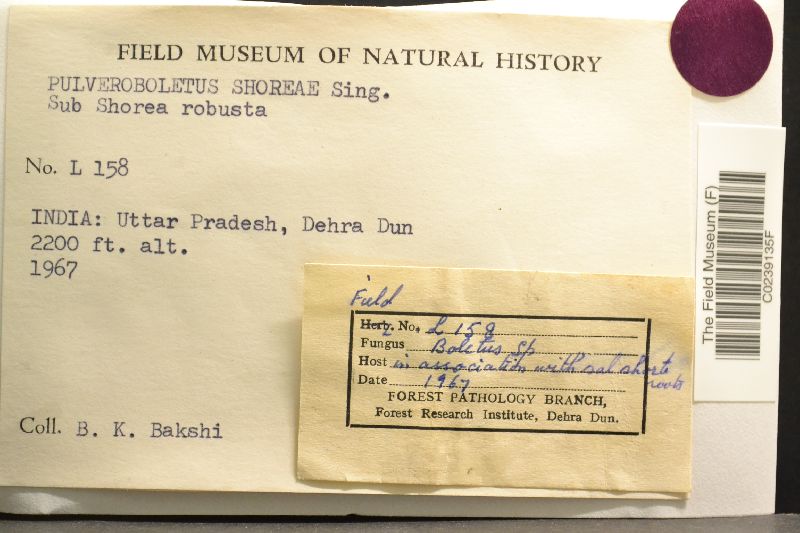 FIELD MUSEUM OF NATURAL HISTORY
PULVEROBOLETUS SHOREAE Sing.
Sub Shorea robusta
No. L 158
INDIA: Uttar Pradesh, Dehra Dun
2200 ft. alt.
1967
Coll. B. K. Bakshi
Field
Herb. No. L 158
Fungus Boletus sp
Host in association with sal shorte
roots
Date 1967
FOREST PATHOLOGY BRANCH,
Forest Research Institute, Dehra Dun.
The Field Museum (F)
C0239135F